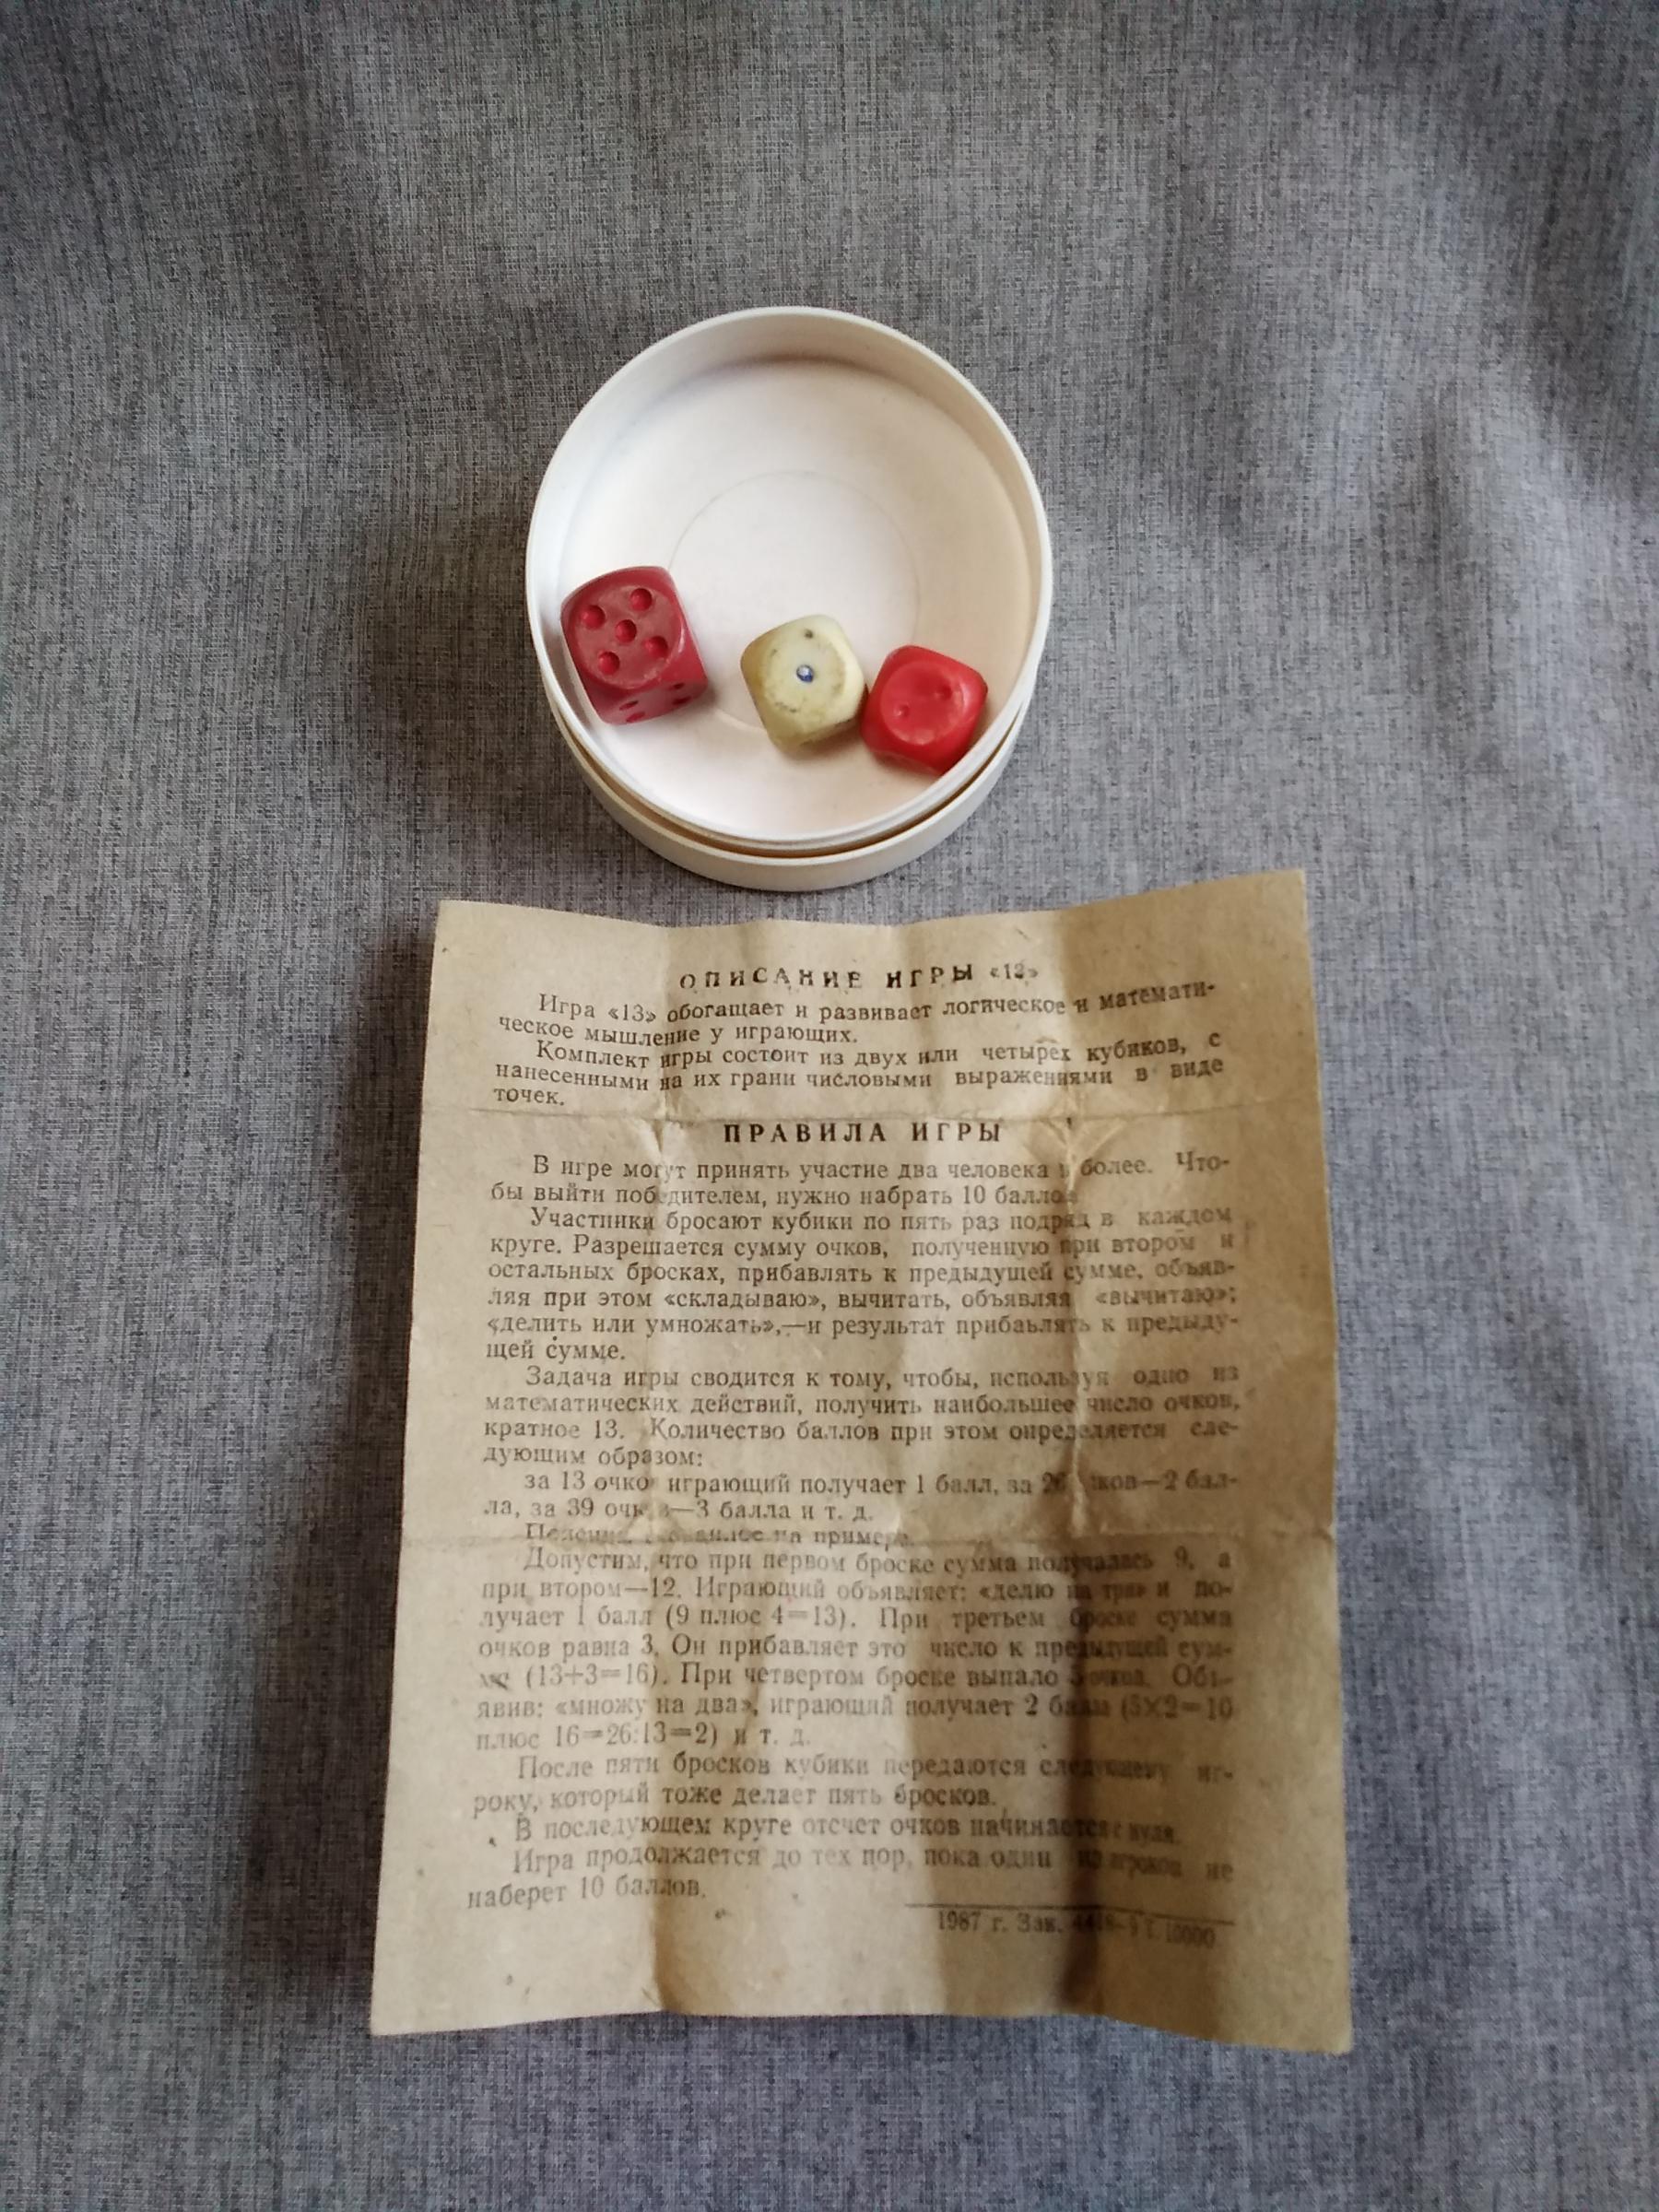 ОПИСАНИЕ ИГРЫ «13»
Игра «13» обогащает и развивает логическое и математи-
ческое мышление у играющих.
Комплект игры состоит из двух или четырех кубиков, с
нанесенными на их грани числовыми выражениями в виде
точек.
ПРАВИЛА ИГРЫ
В игре могут принять участие два человека и более. Что-
бы выйти победителем, нужно набрать 10 баллов.
Участники бросают кубики по пять раз подряд в каждом
круге. Разрешается сумму очков, полученную при втором и
остальных бросках, прибавлять к предыдущей сумме, объяв-
ляя при этом «складываю», вычитать, объявляя «вычитаю»;
«делить или умножать»,—и результат прибавлять к предыду-
щей сумме.
Задача игры сводится к тому, чтобы, используя одно из
математических действий, получить наибольшее число очков,
кратное 13. Количество баллов при этом определяется сле-
дующим образом:
за 13 очков играющий получает 1 балл, за 26 очков—2 бал-
ла, за 39 очков—3 балла и т. д.
на примере.
Допустим, что при первом броске сумма получалась 9, а
при втором—12. Играющий объявляет: «делю на три» и по-
лучает 1 балл (9 плюс 4=13). При третьем броске сумма
очков равна 3. Он прибавляет это число к предыдущей сум-
ме (13+3=16). При четвертом броске выпало 5 очков. Объ-
явив: «множу на два», играющий получает 2 балла (5×2=10
плюс 16=26:13=2) и т. д.
После пяти бросков кубики передаются следующему иг-
року, который тоже делает пять бросков.
В последующем круге отсчет очков начинается с нуля.
Игра продолжается до тех пор, пока один из игроков не
наберет 10 баллов.
1987 г. Зак. 10000